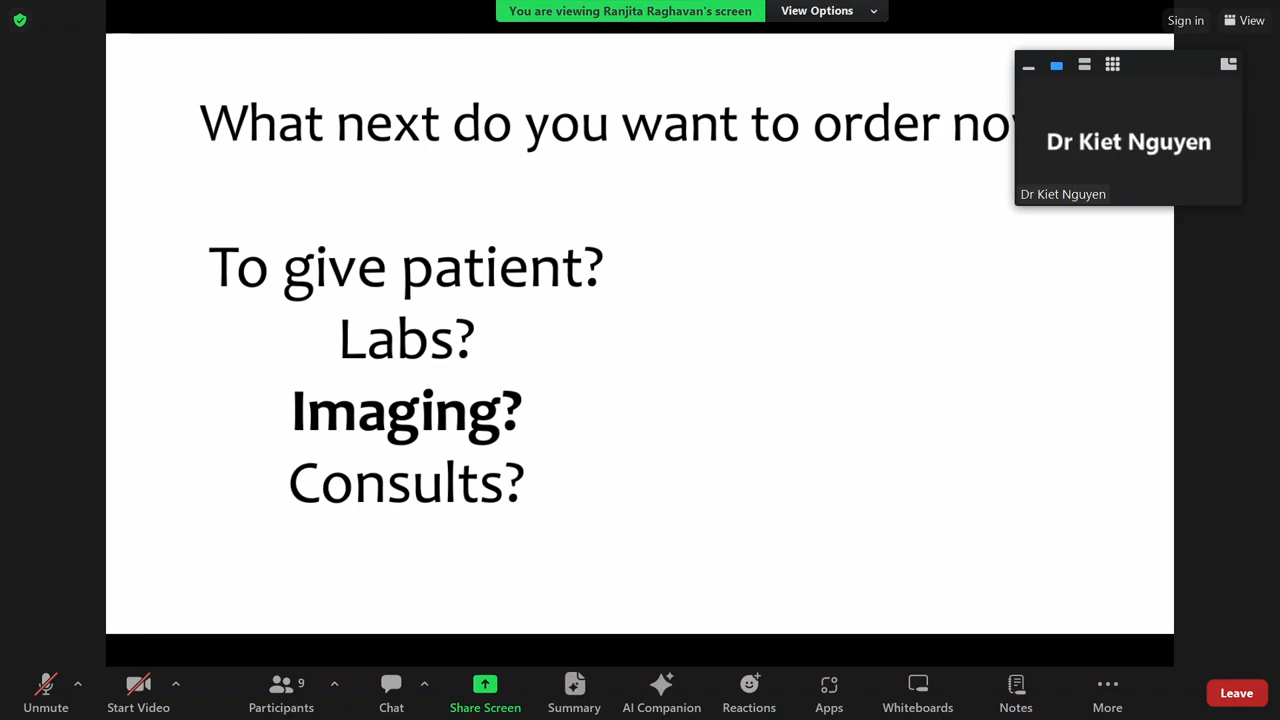 You are viewing Ranjita Raghavan's screen
View Options
Sign in
View
What next do you want to order
Dr Kiet Nguyen
Dr Kiet Nguyen
To give patient?
Labs?
Imaging?
Consults?
Unmute
Start Video
9
Participants
Chat
Share Screen
Summary
AI Companion
Reactions
Apps
Whiteboards
Notes
More
Leave